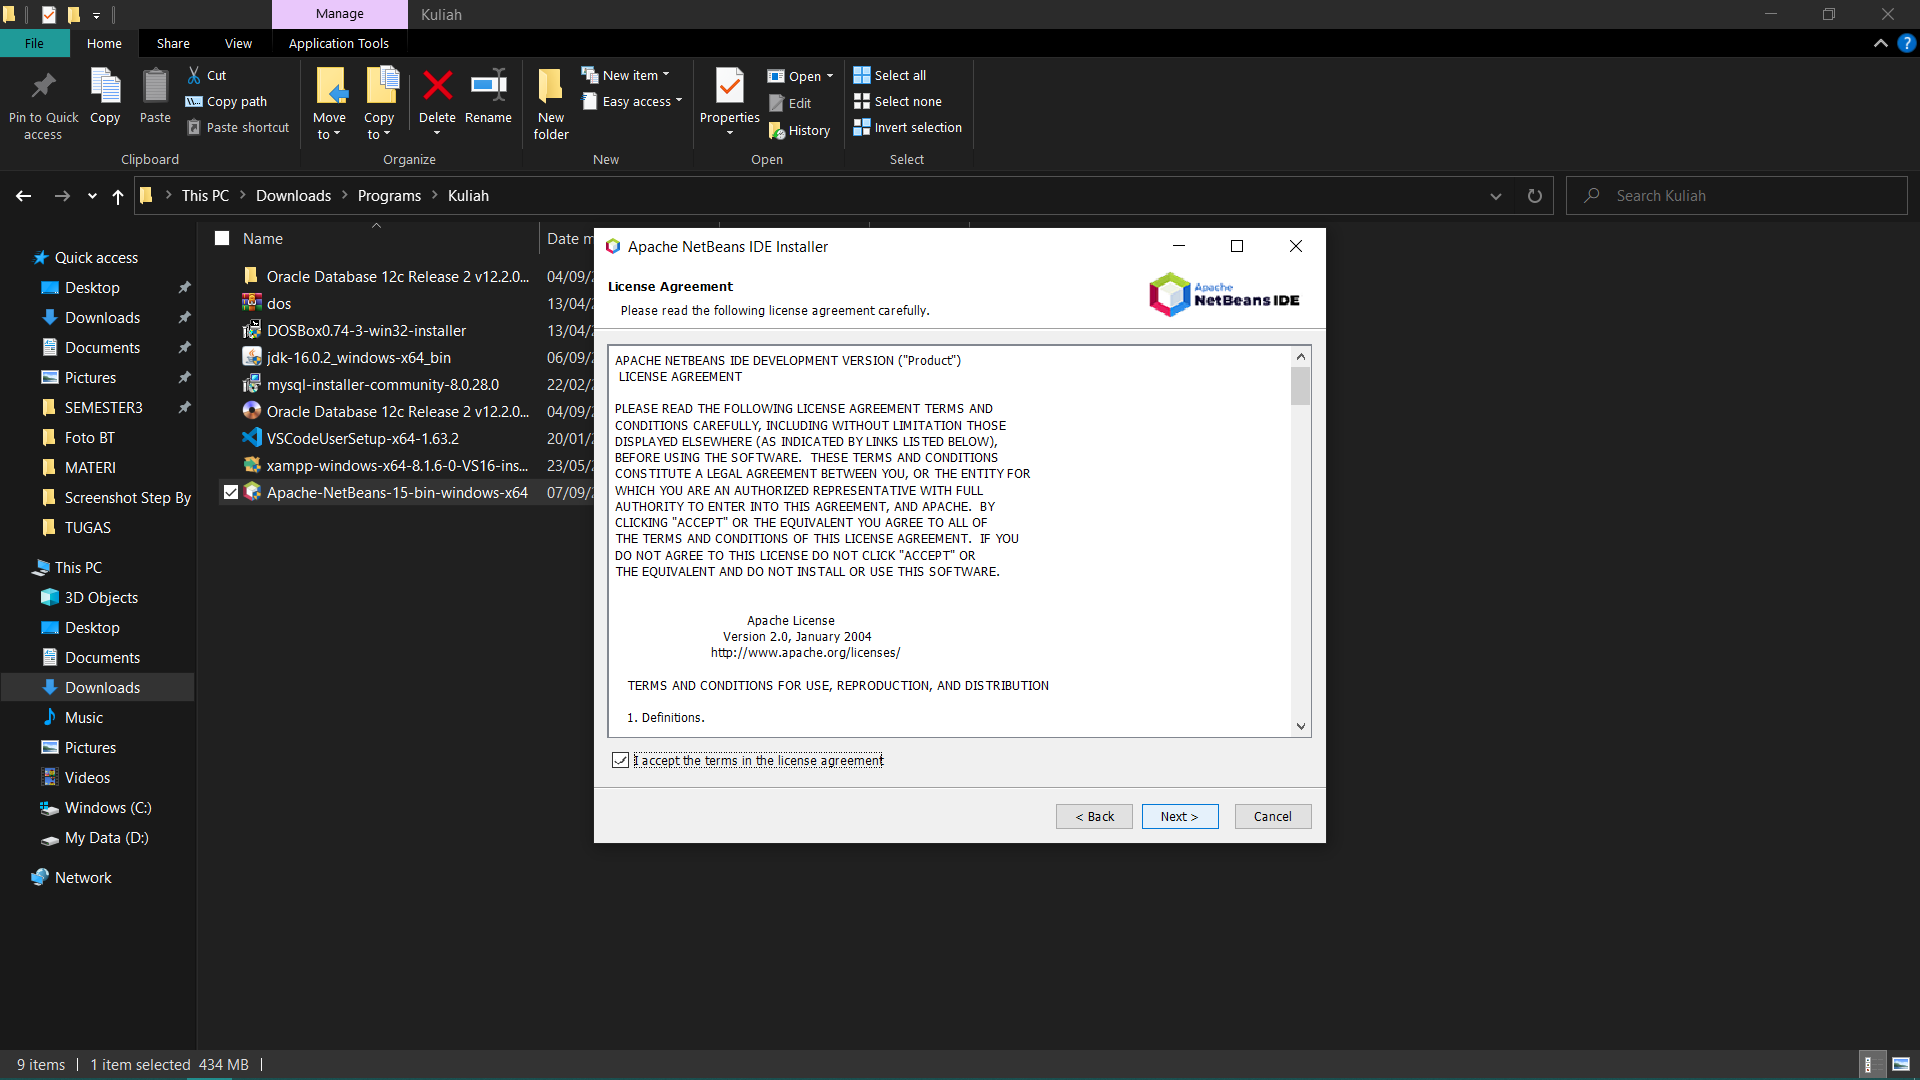 Manage
Kuliah
File
Home
Share
View
Application Tools
Pin to Quick access
Copy
Paste
Cut
Copy path
Paste shortcut
Clipboard
Move to
Copy to
Delete
Rename
Organize
New folder
New item
Easy access
New
Properties
Open
Edit
History
Open
Select all
Select none
Invert selection
Select
This PC > Downloads > Programs > Kuliah
Search Kuliah
Name
Date m
Quick access
Desktop
Downloads
Documents
Pictures
SEMESTER3
Foto BT
MATERI
Screenshot Step By
TUGAS
This PC
3D Objects
Desktop
Documents
Downloads
Music
Pictures
Videos
Windows (C:)
My Data (D:)
Network
Oracle Database 12c Release 2 v12.2.0... 04/09/2
dos 13/04/
DOSBox0.74-3-win32-installer 13/04/
jdk-16.0.2_windows-x64_bin 06/09/
mysql-installer-community-8.0.28.0 22/02/
Oracle Database 12c Release 2 v12.2.0... 04/09/2
VSCodeUserSetup-x64-1.63.2 20/01/
xampp-windows-x64-8.1.6-0-VS16-ins... 23/05/
Apache-NetBeans-15-bin-windows-x64 07/09/
Apache NetBeans IDE Installer
License Agreement
Please read the following license agreement carefully.
Apache
NetBeans IDE
APACHE NETBEANS IDE DEVELOPMENT VERSION ("Product")
LICENSE AGREEMENT
PLEASE READ THE FOLLOWING LICENSE AGREEMENT TERMS AND
CONDITIONS CAREFULLY, INCLUDING WITHOUT LIMITATION THOSE
DISPLAYED ELSEWHERE (AS INDICATED BY LINKS LISTED BELOW),
BEFORE USING THE SOFTWARE.  THESE TERMS AND CONDITIONS
CONSTITUTE A LEGAL AGREEMENT BETWEEN YOU, OR THE ENTITY FOR
WHICH YOU ARE AN AUTHORIZED REPRESENTATIVE WITH FULL
AUTHORITY TO ENTER INTO THIS AGREEMENT, AND APACHE.  BY
CLICKING "ACCEPT" OR THE EQUIVALENT YOU AGREE TO ALL OF
THE TERMS AND CONDITIONS OF THIS LICENSE AGREEMENT.  IF YOU
DO NOT AGREE TO THIS LICENSE DO NOT CLICK "ACCEPT" OR
THE EQUIVALENT AND DO NOT INSTALL OR USE THIS SOFTWARE.
Apache License
Version 2.0, January 2004
http://www.apache.org/licenses/
TERMS AND CONDITIONS FOR USE, REPRODUCTION, AND DISTRIBUTION
1. Definitions.
I accept the terms in the license agreement
< Back
Next >
Cancel
9 items
1 item selected 434 MB